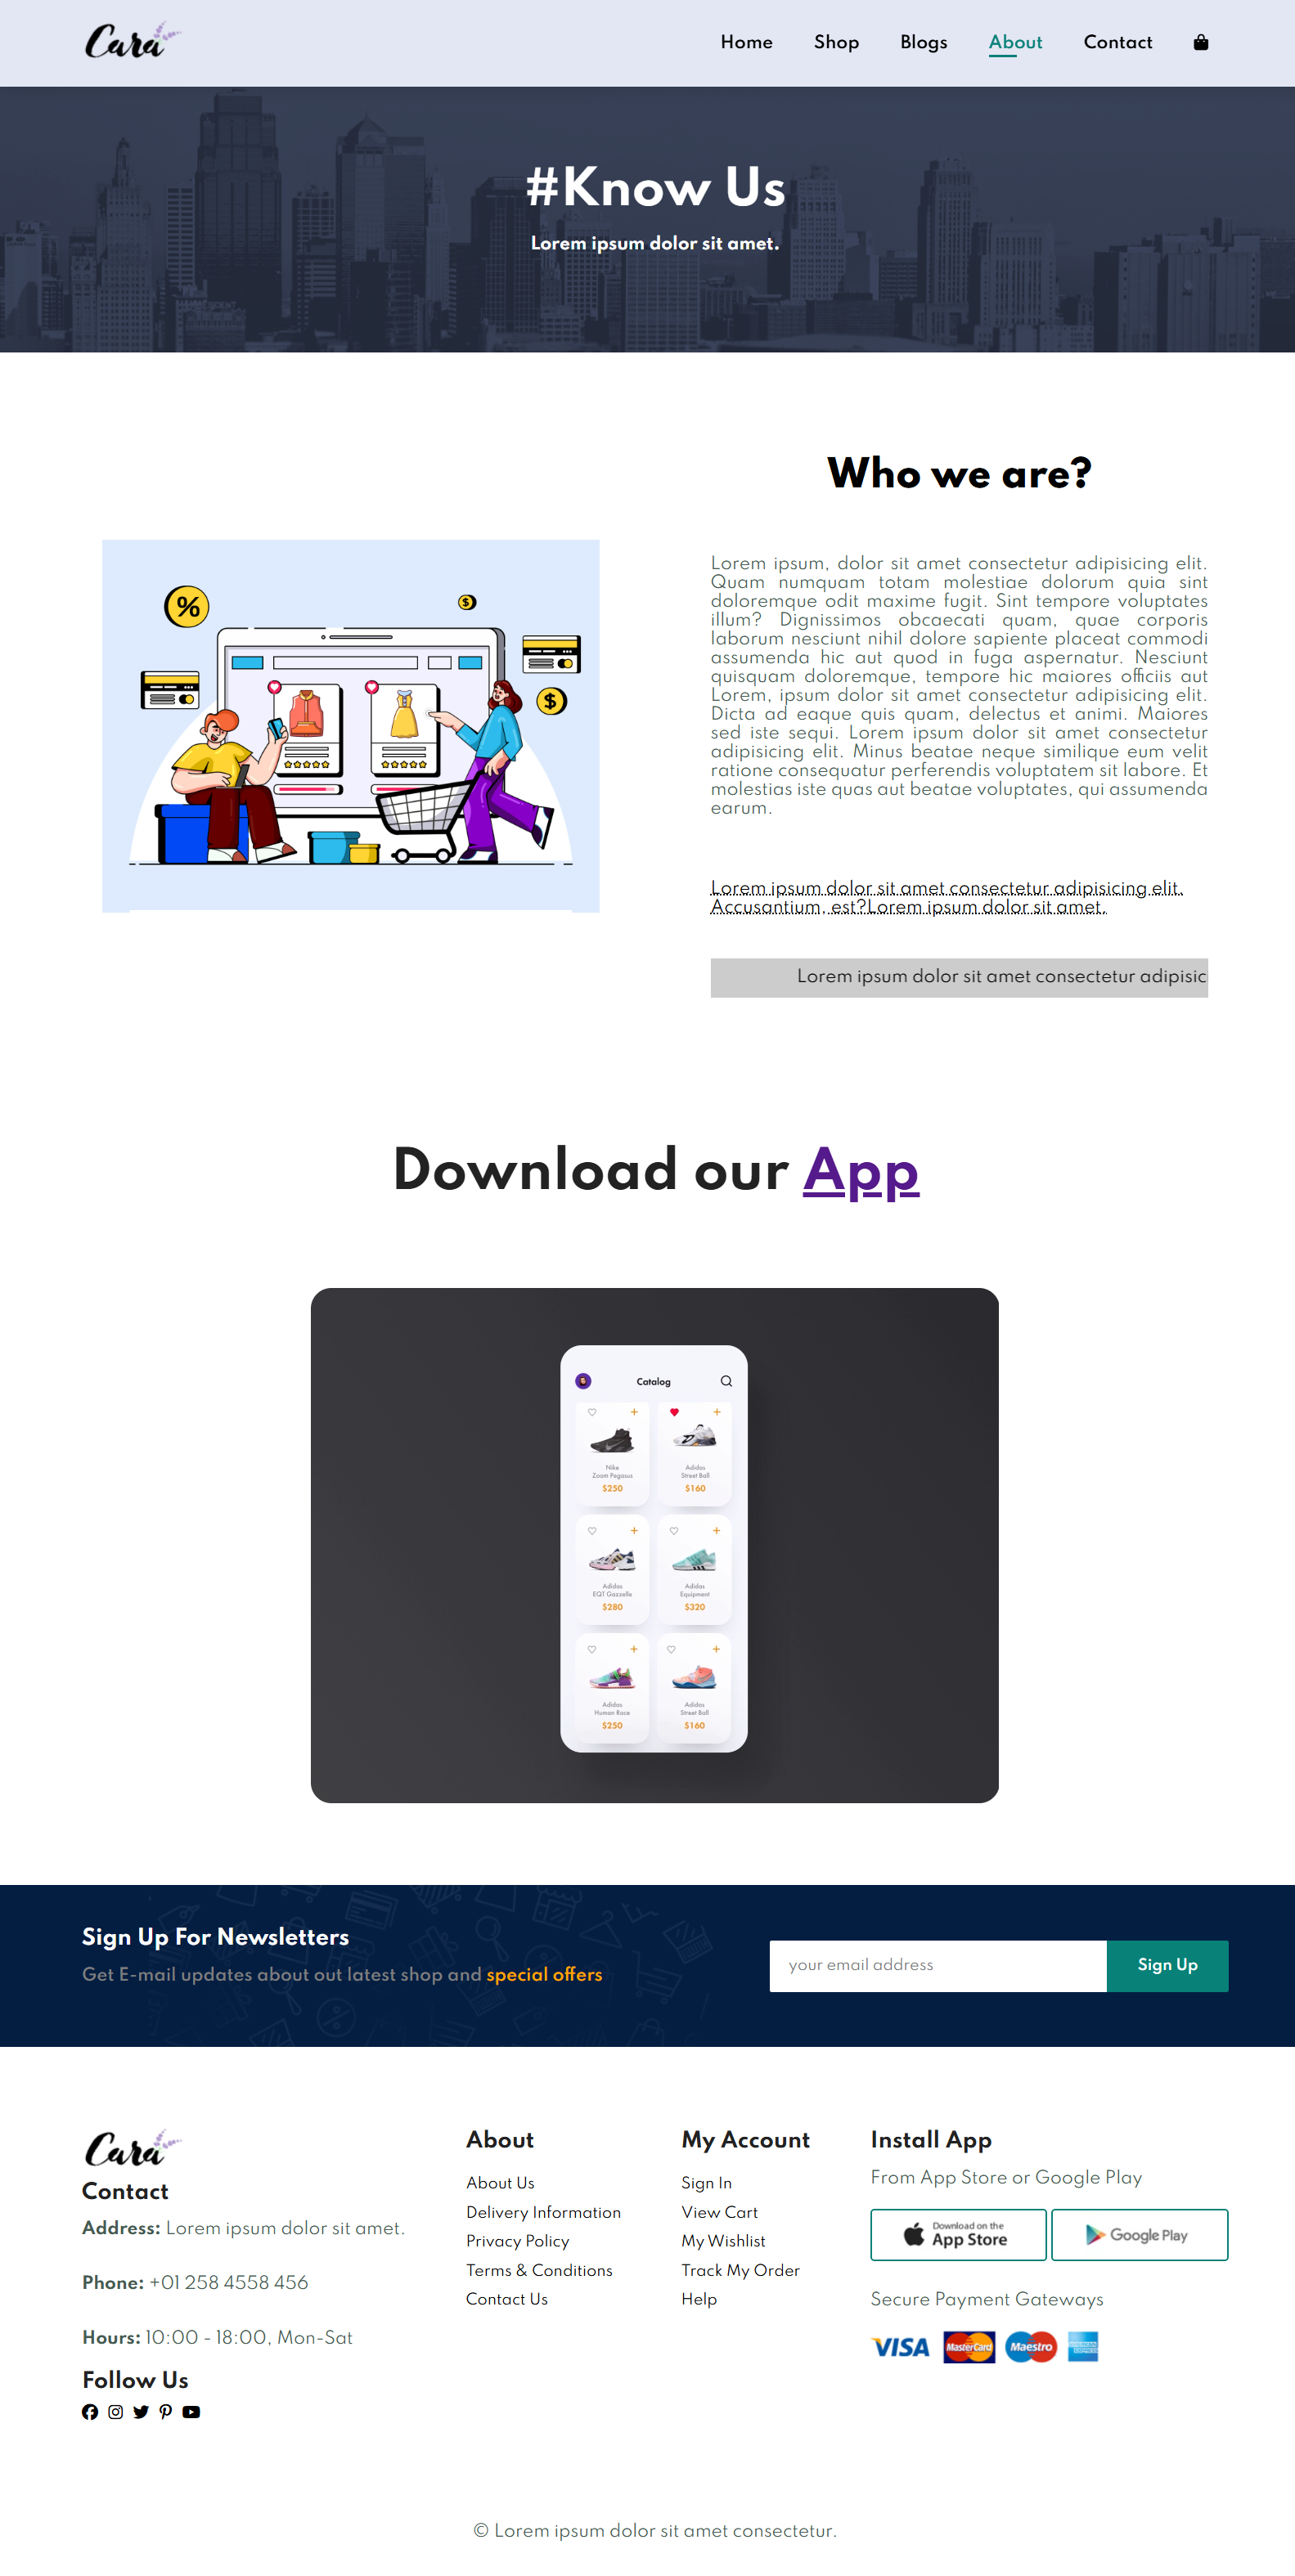 Cara
Home Shop Blogs About Contact
#Know Us
Lorem ipsum dolor sit amet.
Who we are?
Lorem ipsum, dolor sit amet consectetur adipisicing elit.
Quam numquam totam molestiae dolorum quia sint
doloremque odit maxime fugit. Sint tempore voluptates
illum? Dignissimos obcaecati quam, quae corporis
laborum nesciunt nihil dolore sapiente placeat commodi
assumenda hic aut quod in fuga aspernatur. Nesciunt
quisquam doloremque, tempore hic maiores officiis aut
Lorem, ipsum dolor sit amet consectetur adipisicing elit.
Dicta ad eaque quis quam, delectus et animi. Maiores
sed iste sequi. Lorem ipsum dolor sit amet consectetur
adipisicing elit. Minus beatae neque similique eum velit
ratione consequatur perferendis voluptatem sit labore. Et
molestias iste quas aut beatae voluptates, qui assumenda
earum.
Lorem ipsum dolor sit amet consectetur adipisicing elit.
Accusantium, est?Lorem ipsum dolor sit amet.
Lorem ipsum dolor sit amet consectetur adipisic
% $
$
Download our App
Catalog
Nike
Zoom Pegasus
$250
Adidas
Street Ball
$160
Adidas
EQT Gazzelle
$280
Adidas
Equipment
$320
Adidas
Human Race
$250
Adidas
Street Ball
$160
Sign Up For Newsletters
Get E-mail updates about out latest shop and special offers
your email address
Sign Up
Cara
Contact
Address: Lorem ipsum dolor sit amet.
Phone: +01 258 4558 456
Hours: 10:00 - 18:00, Mon-Sat
Follow Us
About
About Us
Delivery Information
Privacy Policy
Terms & Conditions
Contact Us
My Account
Sign In
View Cart
My Wishlist
Track My Order
Help
Install App
From App Store or Google Play
Download on the
App Store
Google Play
Secure Payment Gateways
VISA MasterCard Maestro AMERICAN
EXPRESS
© Lorem ipsum dolor sit amet consectetur.